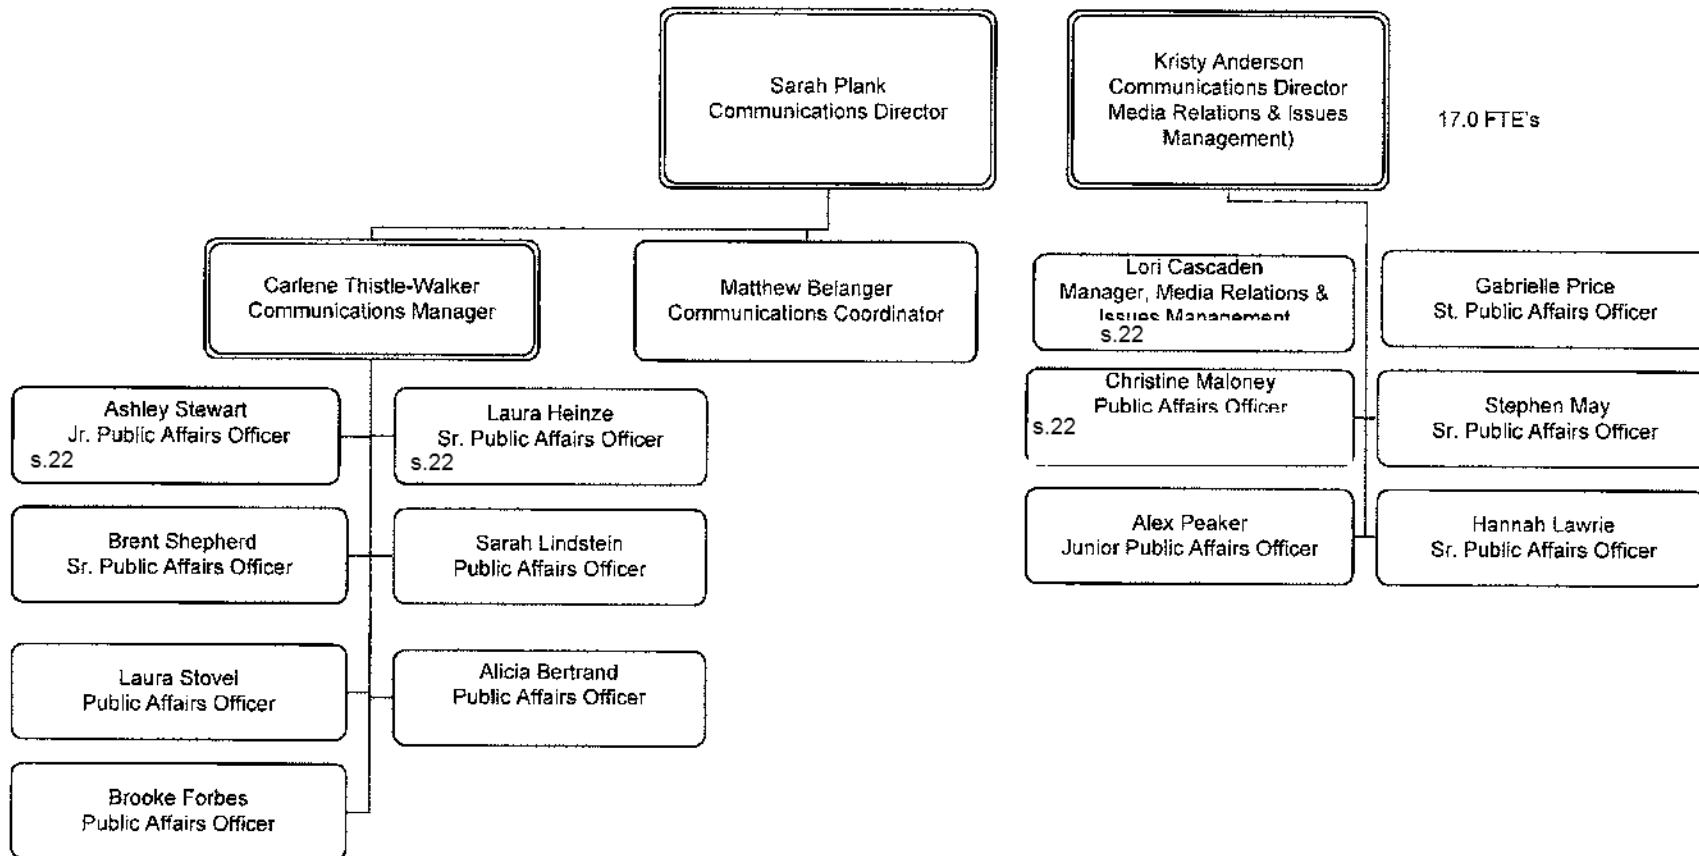 Sarah Plank
Communications Director
Kristy Anderson
Communications Director
Media Relations & Issues
Management)
17.0 FTE's
Carlene Thistle-Walker
Communications Manager
Matthew Belanger
Communications Coordinator
Lori Cascaden
Manager, Media Relations &
Issues Management
s.22
Gabrielle Price
St. Public Affairs Officer
Ashley Stewart
Jr. Public Affairs Officer
s.22
Laura Heinze
Sr. Public Affairs Officer
s.22
Christine Maloney
Public Affairs Officer
s.22
Stephen May
Sr. Public Affairs Officer
Brent Shepherd
Sr. Public Affairs Officer
Sarah Lindstein
Public Affairs Officer
Alex Peaker
Junior Public Affairs Officer
Hannah Lawrie
Sr. Public Affairs Officer
Laura Stovel
Public Affairs Officer
Alicia Bertrand
Public Affairs Officer
Brooke Forbes
Public Affairs Officer